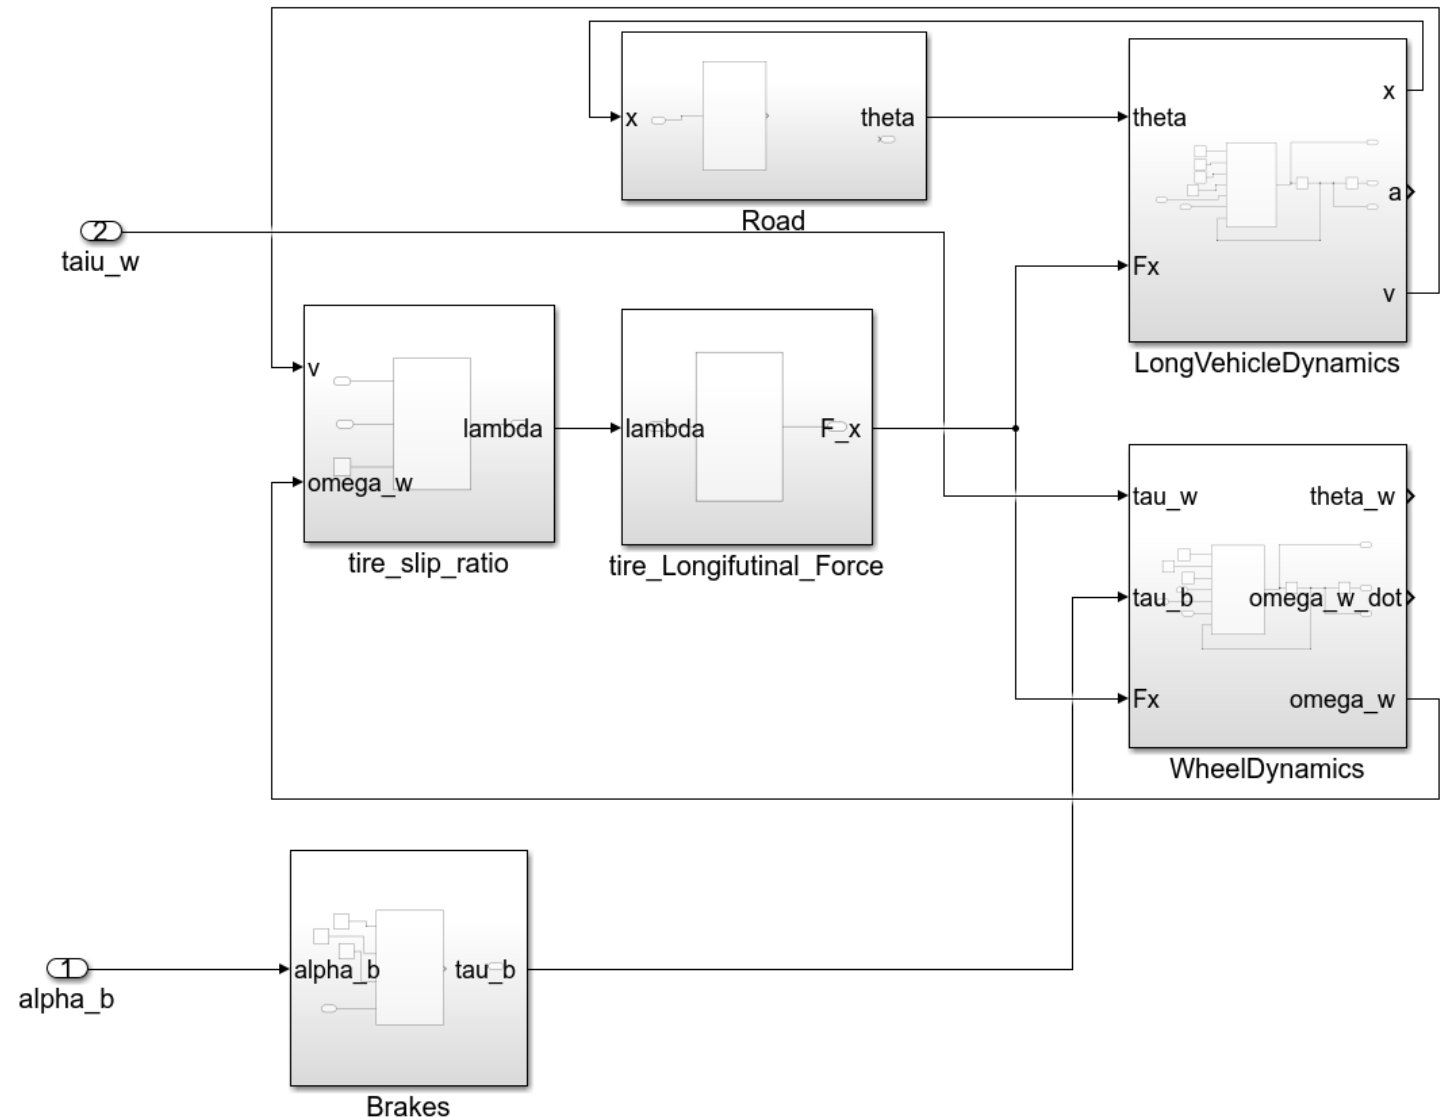 x
theta
Road
theta
Fx
x
a
v
LongVehicleDynamics
2
taiu_w
v
omega_w
lambda
tire_slip_ratio
lambda
F_x
tire_Longifutinal_Force
tau_w
tau_b
Fx
theta_w
omega_w_dot
omega_w
WheelDynamics
1
alpha_b
alpha_b
tau_b
Brakes